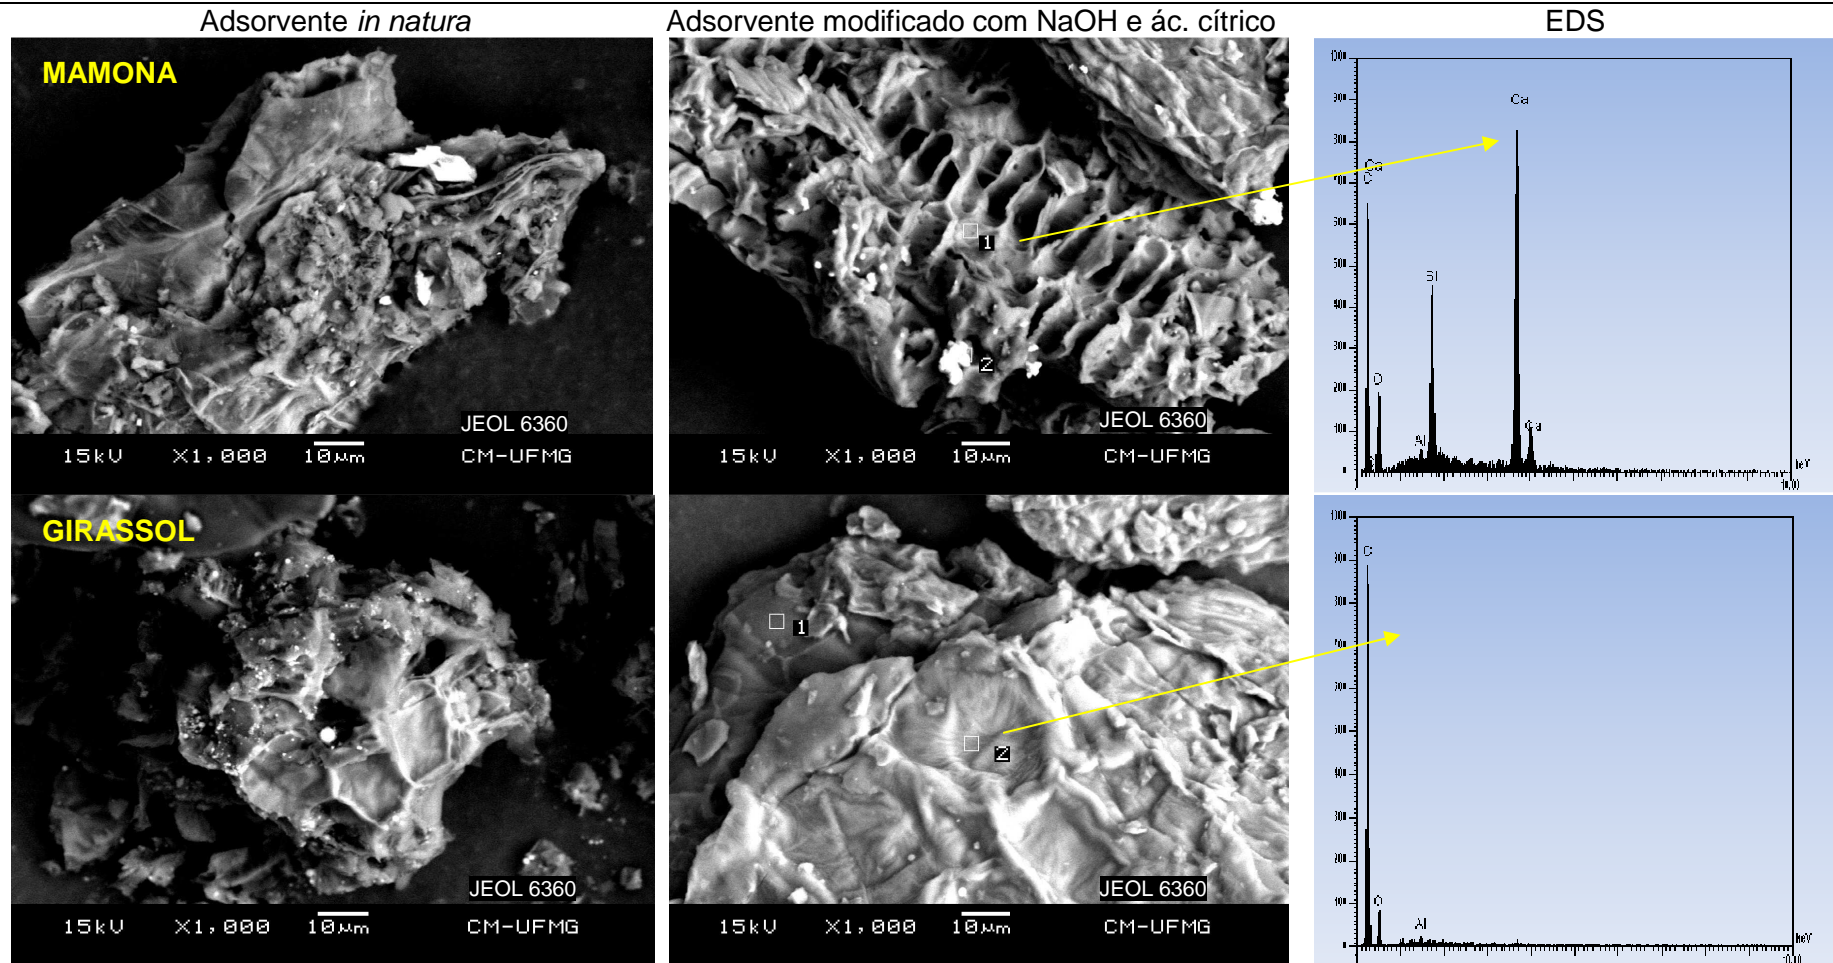 Adsorvente in natura
Adsorvente modificado com NaOH e ác. cítrico
EDS
MAMONA
JEOL 6360
15kV X1,000 10µm CM-UFMG
1
2
JEOL 6360
15kV X1,000 10µm CM-UFMG
Ca
Ca
C
Si
O
Al
Ca
keV
GIRASSOL
JEOL 6360
15kV X1,000 10µm CM-UFMG
1
2
JEOL 6360
15kV X1,000 10µm CM-UFMG
C
O
Al
keV